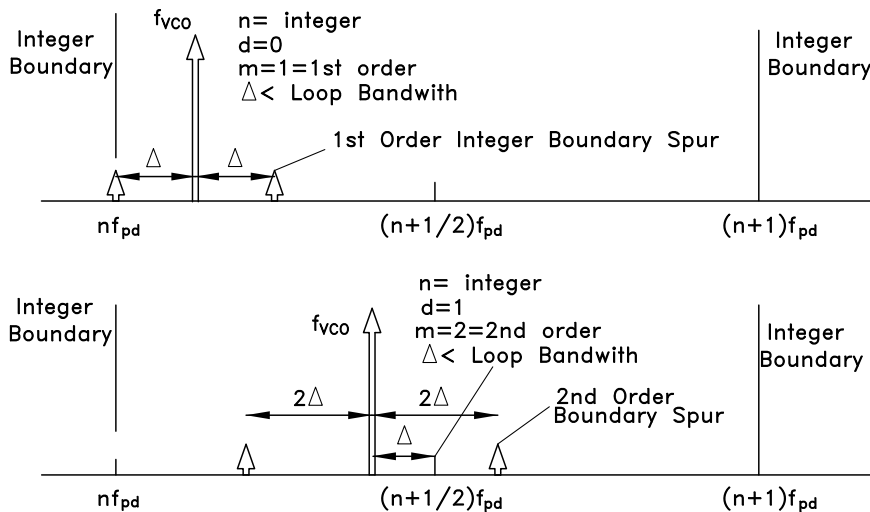 Integer
Boundary
fVCO
n= integer
d=0
m=1=1st order
△< Loop Bandwith
Integer
Boundary
△
△
1st Order Integer Boundary Spur
nfpd
(n+1/2)fpd
(n+1)fpd
Integer
Boundary
fVCO
n= integer
d=1
m=2=2nd order
△< Loop Bandwith
Integer
Boundary
2△
2△
2nd Order
Boundary Spur
△
nfpd
(n+1/2)fpd
(n+1)fpd